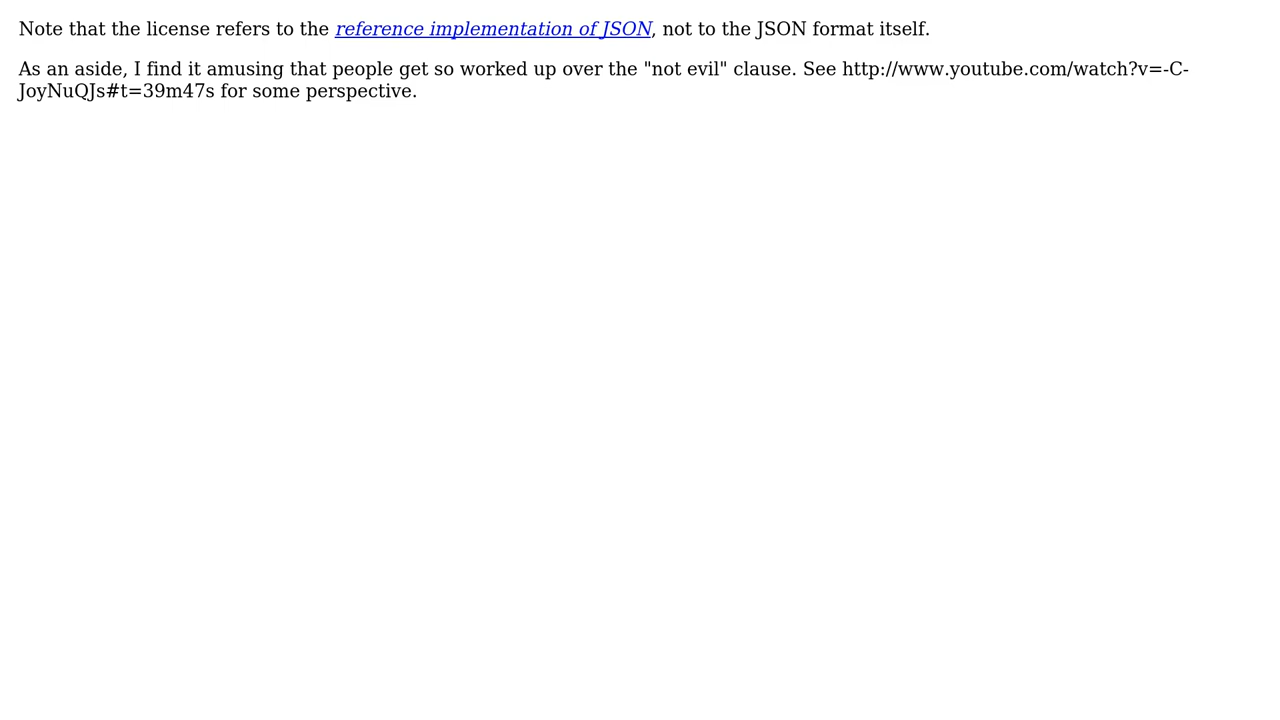 Note that the license refers to the reference implementation of JSON, not to the JSON format itself.
As an aside, I find it amusing that people get so worked up over the "not evil" clause. See http://www.youtube.com/watch?v=-C-
JoyNuQJs#t=39m47s for some perspective.